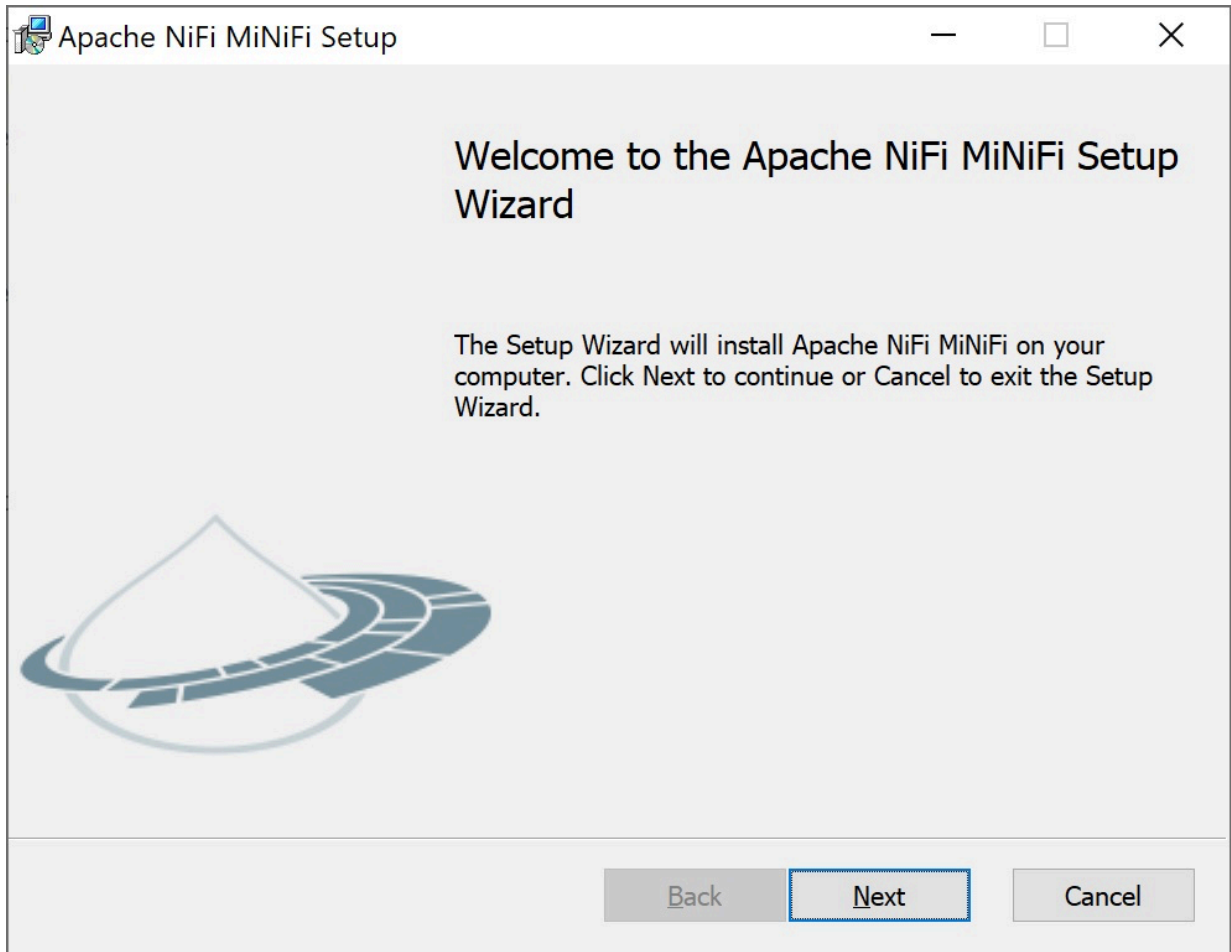 Apache NiFi MiNiFi Setup
Welcome to the Apache NiFi MiNiFi Setup
Wizard
The Setup Wizard will install Apache NiFi MiNiFi on your
computer. Click Next to continue or Cancel to exit the Setup
Wizard.
Back Next Cancel